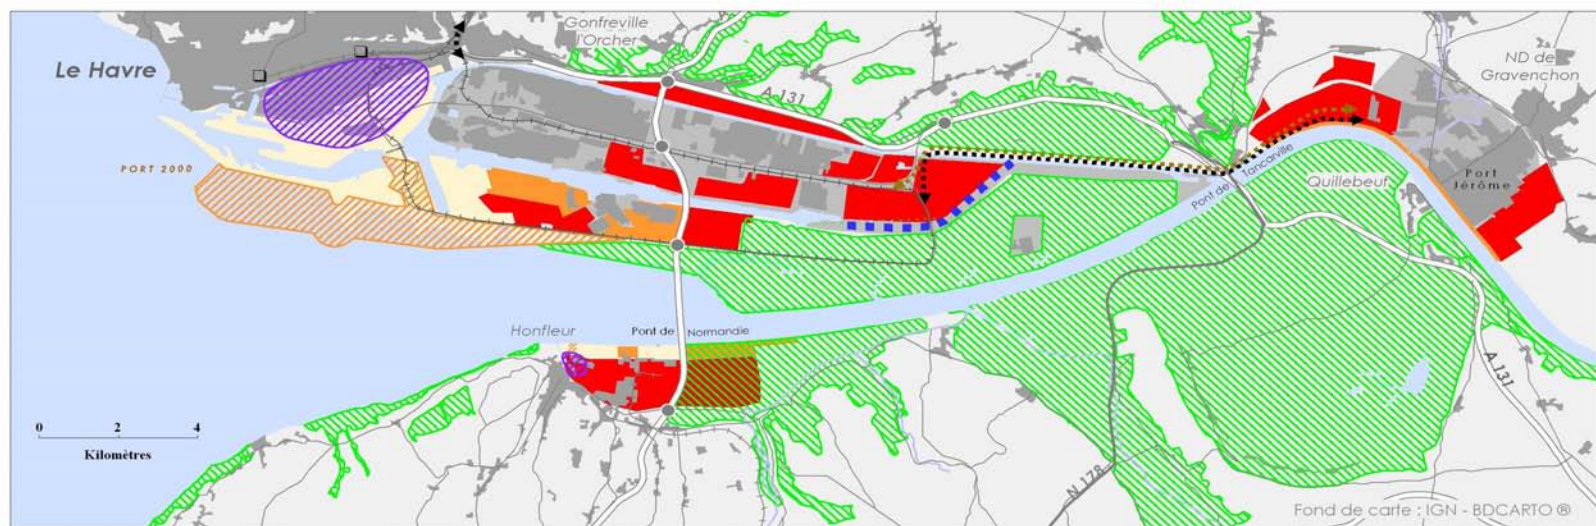 Gonfreville
l'Orcher
Le Havre
ND de
Gravenchon
A 131
PORT 2000
Pont de Tancarville
Quillebeuf
Port
Jérôme
Honfleur
Pont de Normandie
A 131
N 178
0 2 4
Kilomètres
Fond de carte : IGN - BDCARTO ®